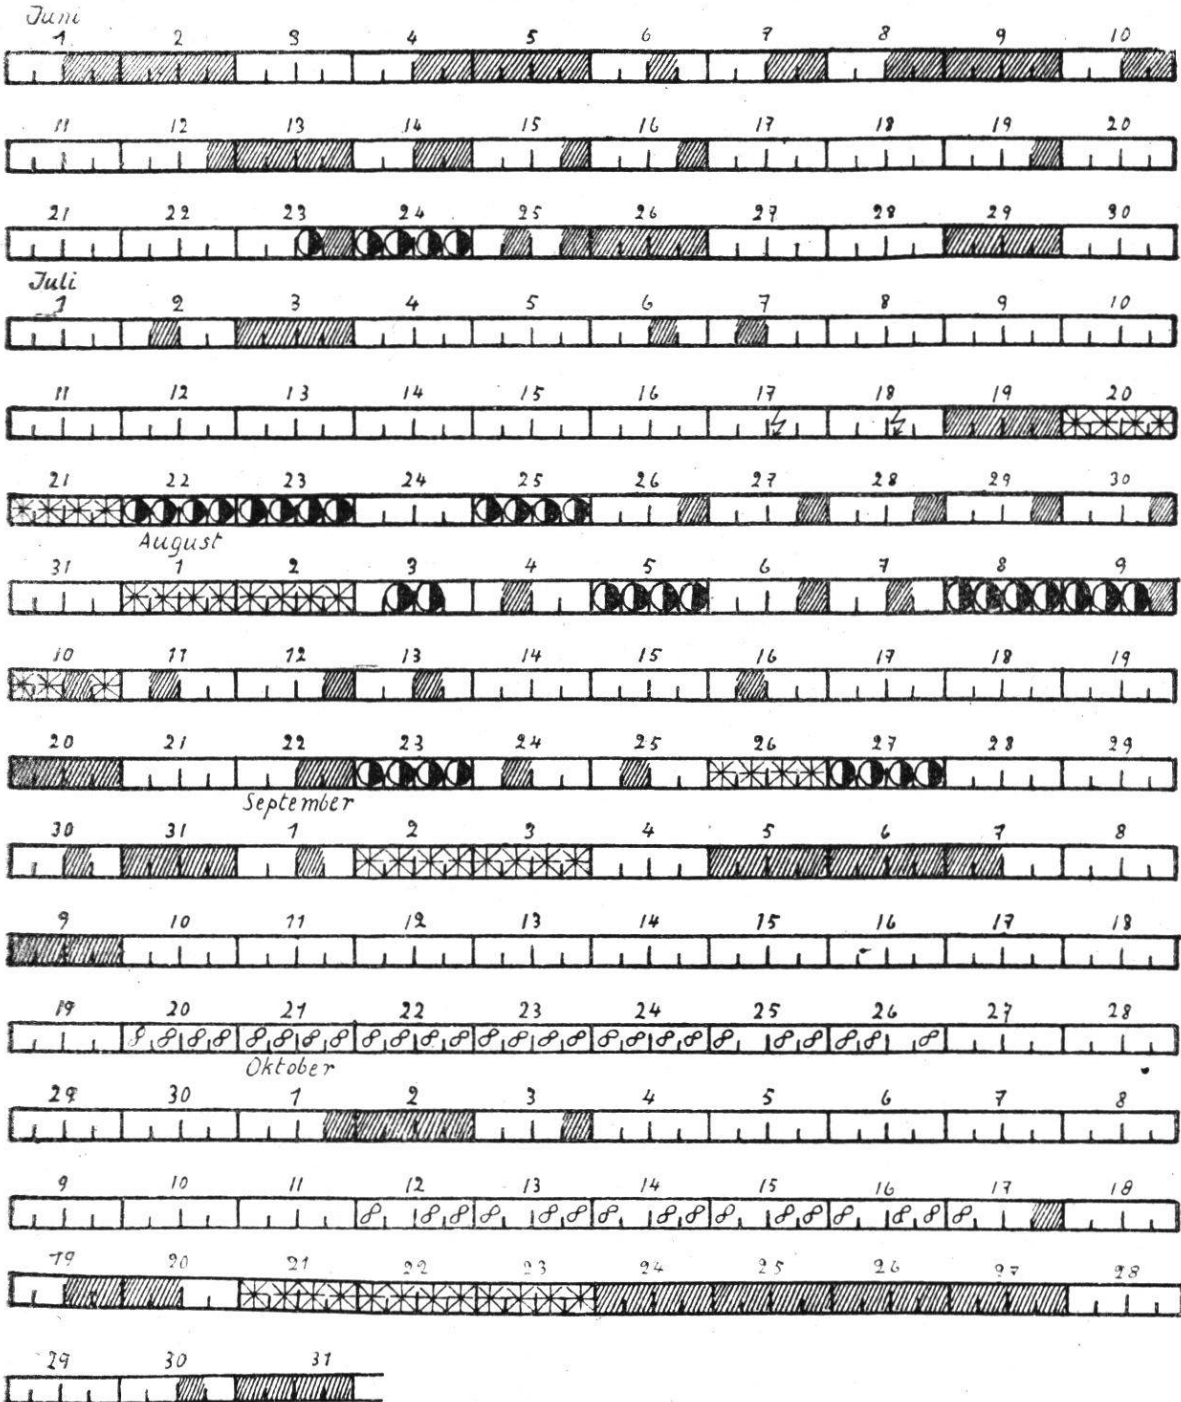 Juni
1 2 3 4 5 6 7 8 9 10
11 12 13 14 15 16 17 18 19 20
21 22 23 24 25 26 27 28 29 30
Juli
1 2 3 4 5 6 7 8 9 10
11 12 13 14 15 16 17 18 19 20
21 22 23 24 25 26 27 28 29 30
August
31 1 2 3 4 5 6 7 8 9
10 11 12 13 14 15 16 17 18 19
20 21 22 23 24 25 26 27 28 29
September
30 31 1 2 3 4 5 6 7 8
9 10 11 12 13 14 15 16 17 18
19 20 21 22 23 24 25 26 27 28
Oktober
29 30 1 2 3 4 5 6 7 8
9 10 11 12 13 14 15 16 17 18
19 20 21 22 23 24 25 26 27 28
29 30 31